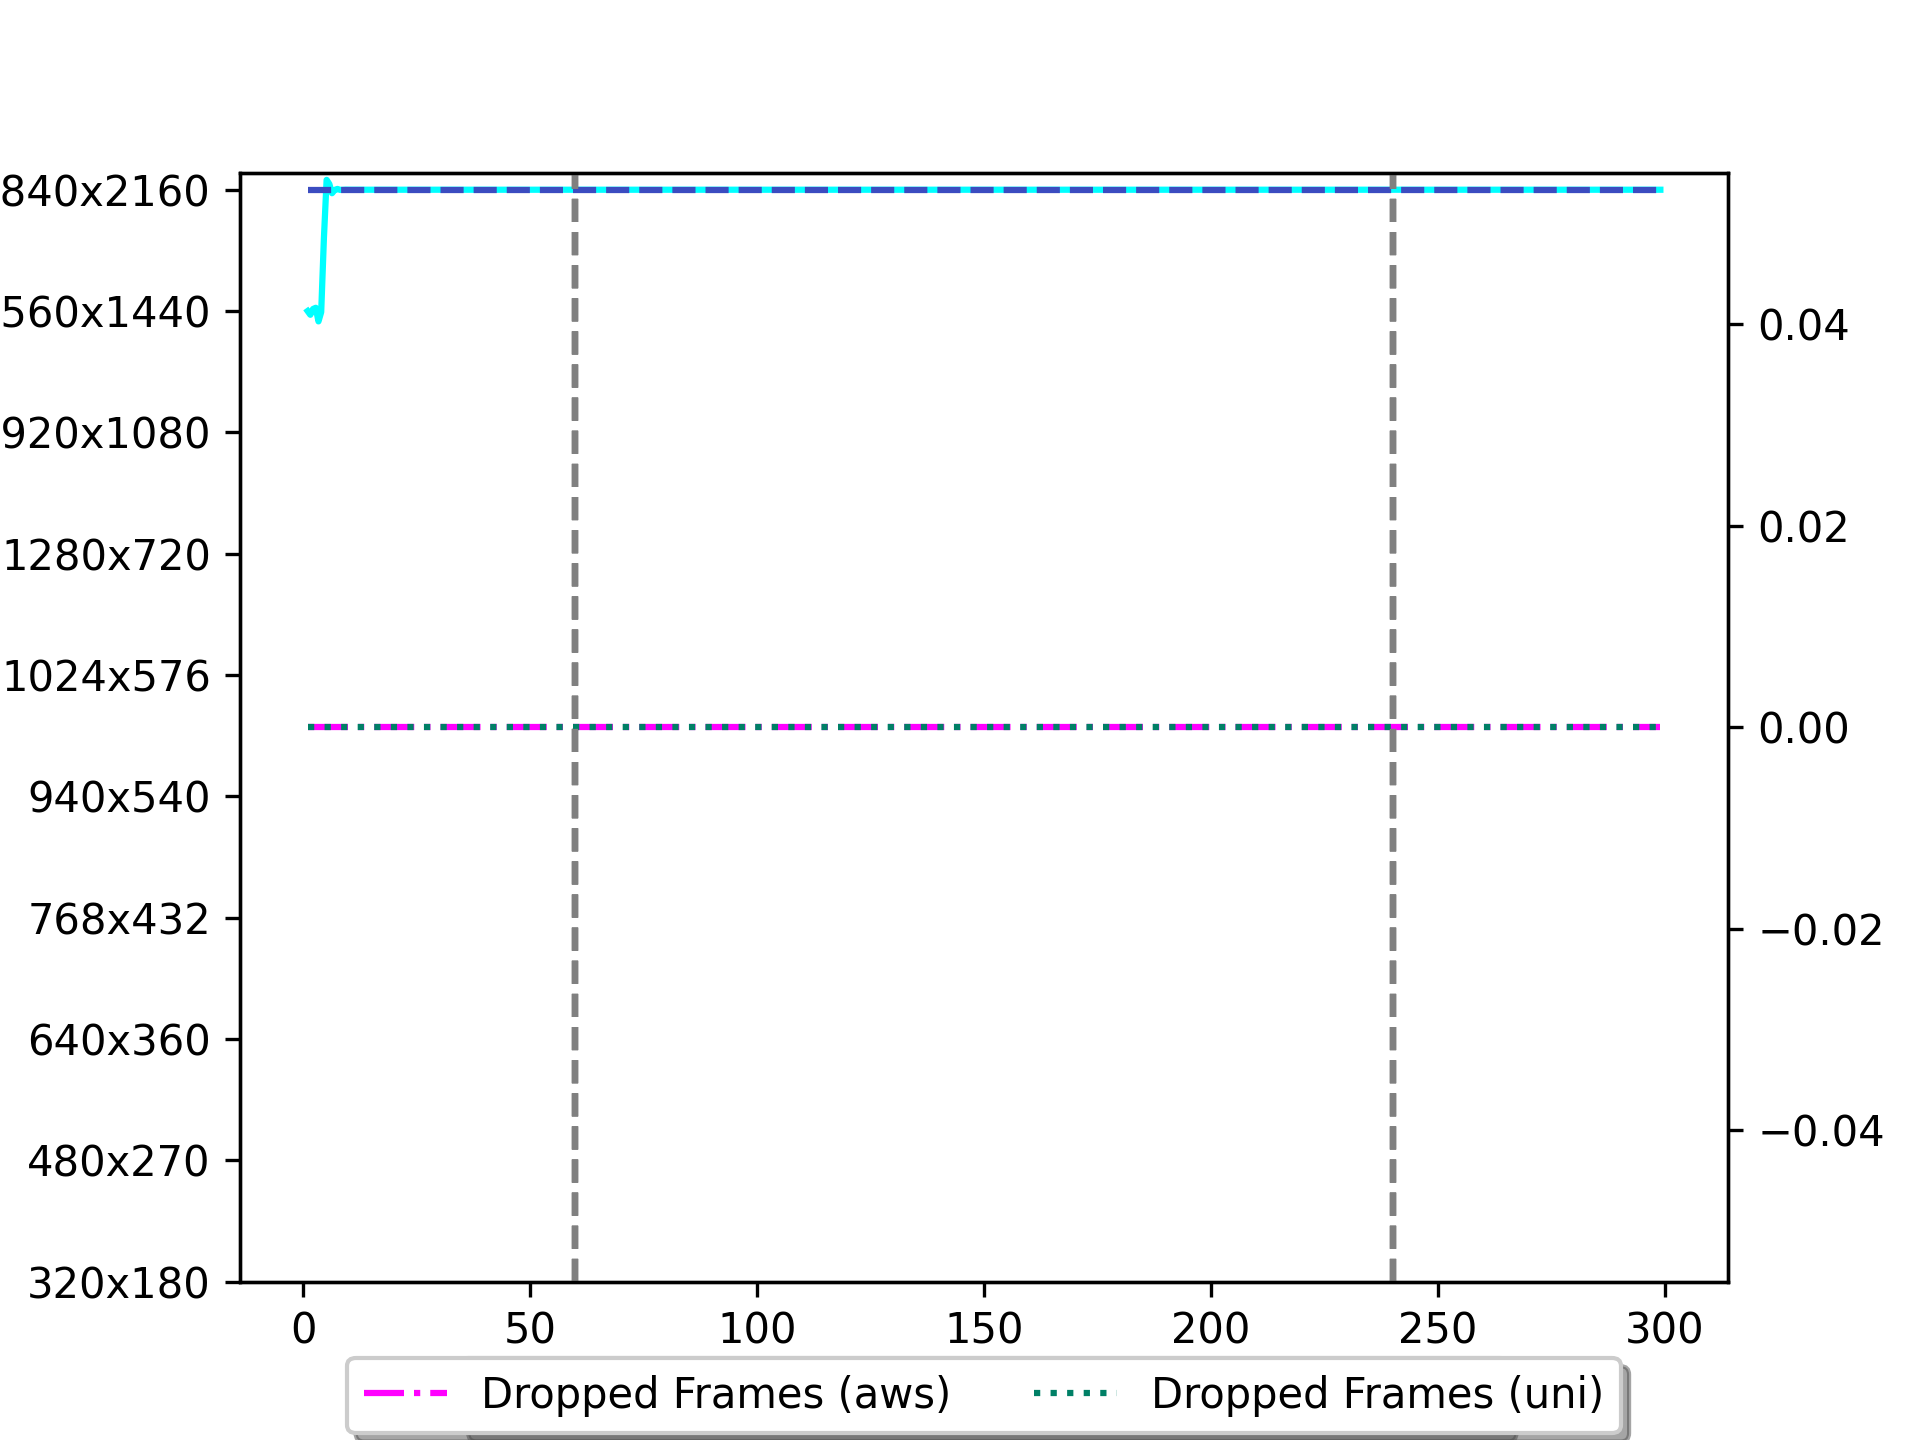 840x2160
560x1440
920x1080
1280x720
1024x576
940x540
768x432
640x360
480x270
320x180
0.04
0.02
0.00
−0.02
−0.04
0 50 100 150 200 250 300
Dropped Frames (aws) Dropped Frames (uni)